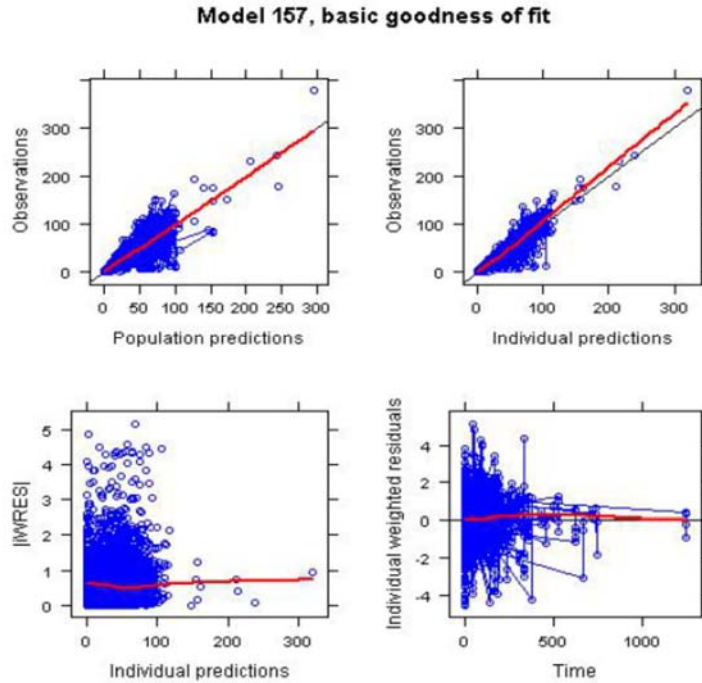 Model 157, basic goodness of fit
Observations
300
200
100
0
0 50 100 150 200 250 300
Population predictions
Observations
300
200
100
0
0 100 200 300
Individual predictions
|iWRES|
5
4
3
2
1
0
0 100 200 300
Individual predictions
Individual weighted residuals
4
2
0
-2
-4
0 500 1000
Time